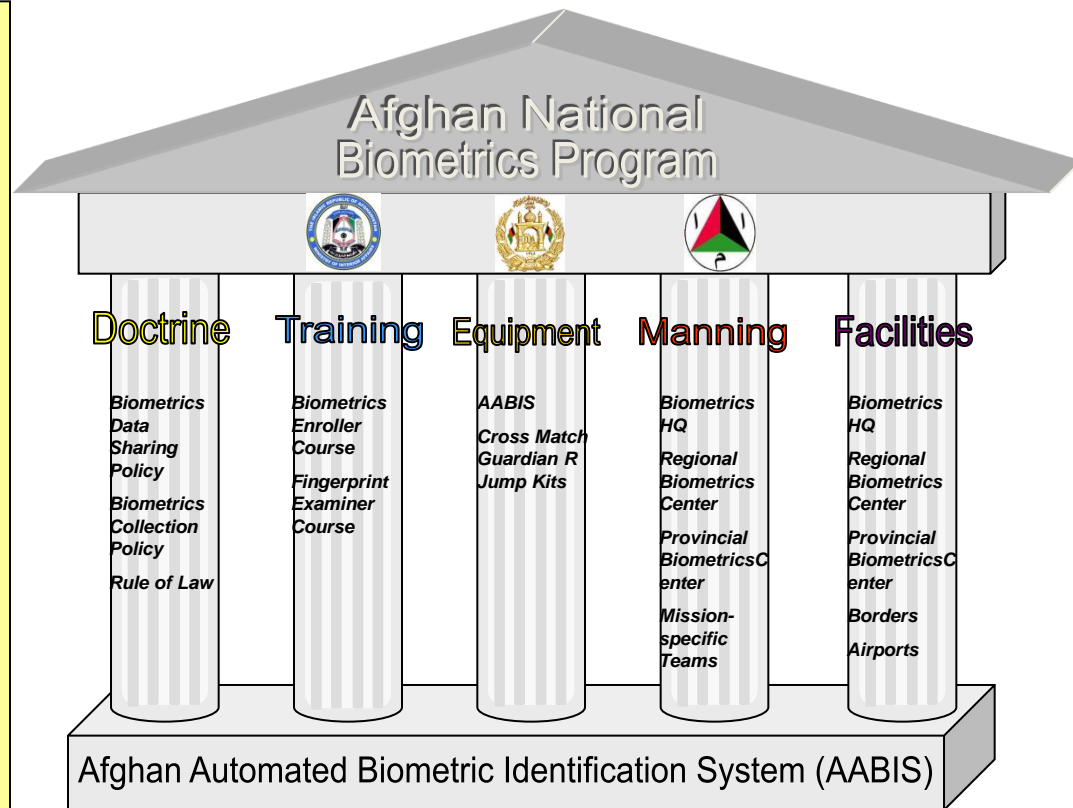 Afghan National
Biometrics Program
Doctrine
Biometrics
Data
Sharing
Policy
Biometrics
Collection
Policy
Rule of Law
Training
Biometrics
Enroller
Course
Fingerprint
Examiner
Course
Equipment
AABIS
Cross Match
Guardian R
Jump Kits
Manning
Biometrics
HQ
Regional
Biometrics
Center
Provincial
BiometricsC
enter
Mission-
specific
Teams
Facilities
Biometrics
HQ
Regional
Biometrics
Center
Provincial
BiometricsC
enter
Borders
Airports
Afghan Automated Biometric Identification System (AABIS)